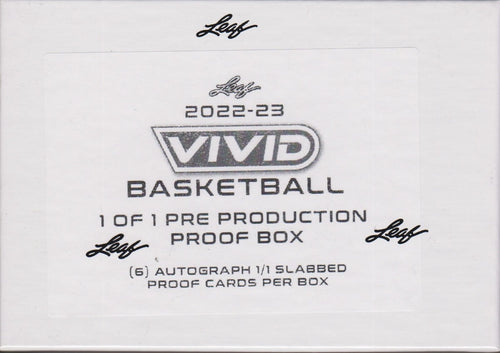 Leaf
Leaf
2022-23
VIVID
BASKETBALL
1 OF 1 PRE PRODUCTION
PROOF BOX
Leaf
Leaf
(6) AUTOGRAPH 1/1 SLABBED
PROOF CARDS PER BOX